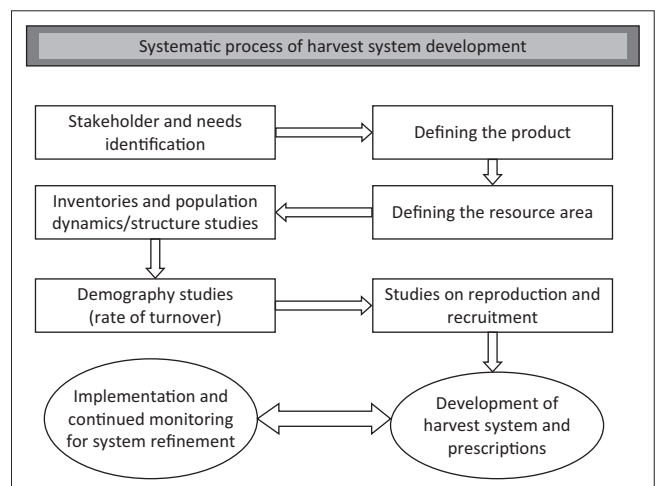 Systematic process of harvest system development
Stakeholder and needs
identification
Defining the product
Inventories and population
dynamics/structure studies
Defining the resource area
Demography studies
(rate of turnover)
Studies on reproduction and
recruitment
Implementation and
continued monitoring
for system refinement
Development of
harvest system and
prescriptions